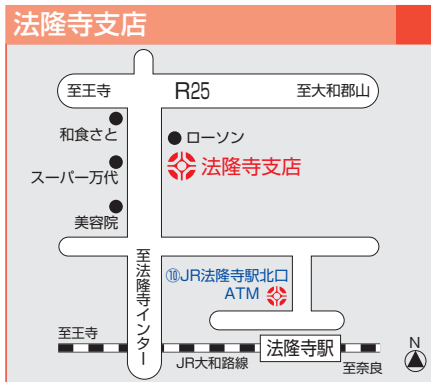 法隆寺支店
至王寺
R25
至大和郡山
和食さと
ローソン
スーパー万代
法隆寺支店
美容院
至法隆寺インター
⑩JR法隆寺駅北口
ATM
至王寺
JR大和路線
法隆寺駅
至奈良
N